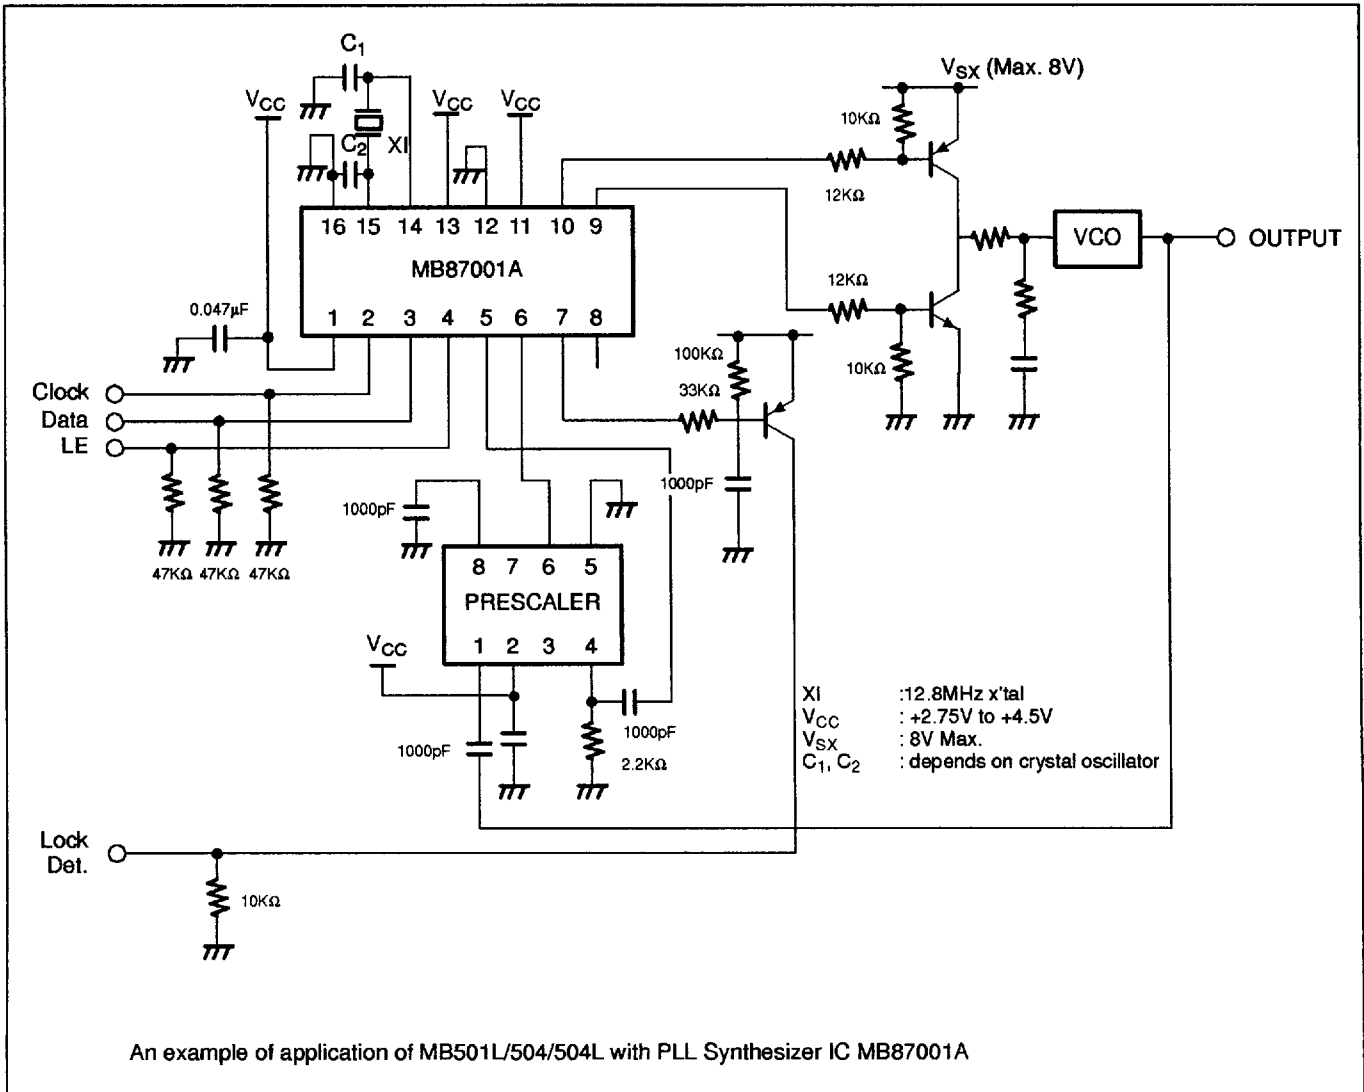 C1
VCC
VCC
VCC
C2
XI
VSX (Max. 8V)
10KΩ
12KΩ
16 15 14 13 12 11 10 9
MB87001A
1 2 3 4 5 6 7 8
VCO
OUTPUT
12KΩ
10KΩ
0.047μF
100KΩ
33KΩ
Clock
Data
LE
1000pF
1000pF
47KΩ 47KΩ 47KΩ
8 7 6 5
PRESCALER
1 2 3 4
VCC
1000pF
1000pF
2.2KΩ
XI :12.8MHz x'tal
VCC : +2.75V to +4.5V
VSX : 8V Max.
C1, C2 : depends on crystal oscillator
Lock
Det.
10KΩ
An example of application of MB501L/504/504L with PLL Synthesizer IC MB87001A